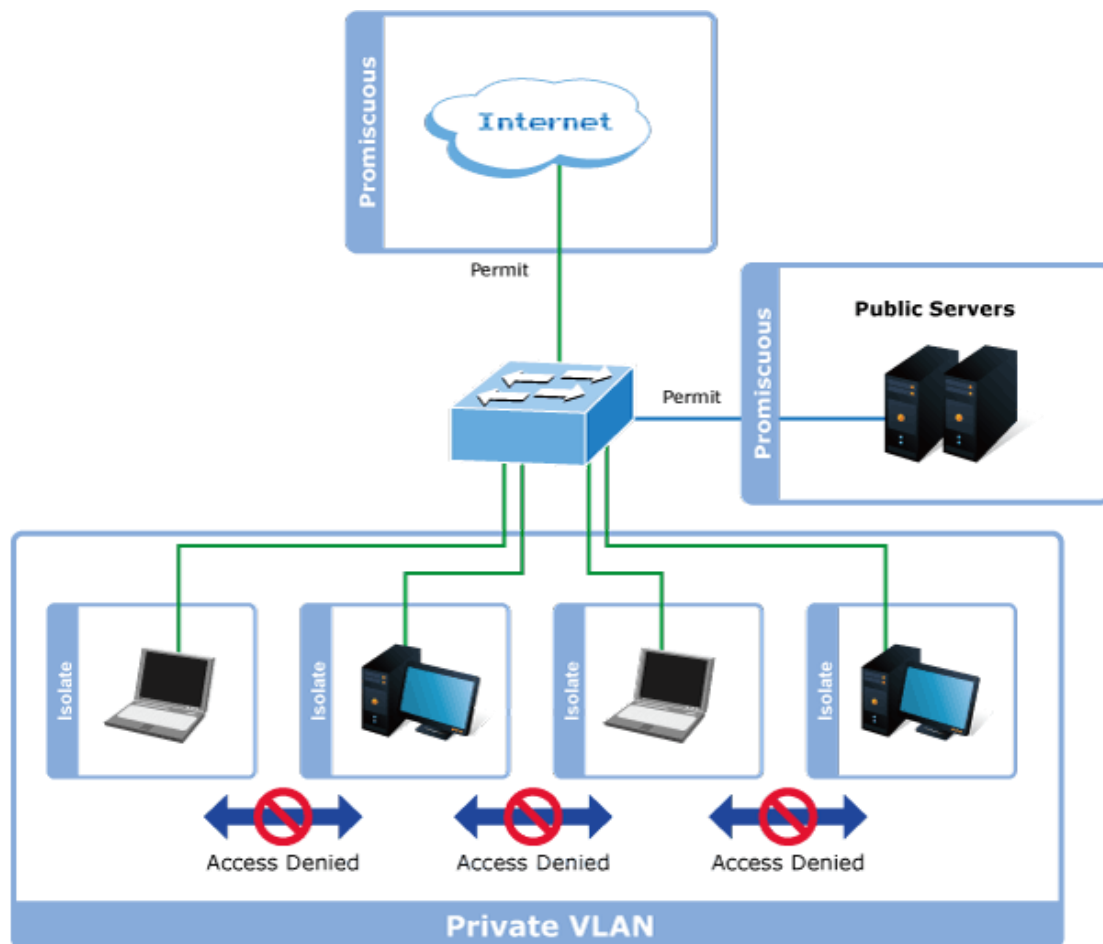 Promiscuous
Internet
Permit
Promiscuous
Public Servers
Permit
Isolate
Isolate
Isolate
Isolate
Access Denied
Access Denied
Access Denied
Private VLAN